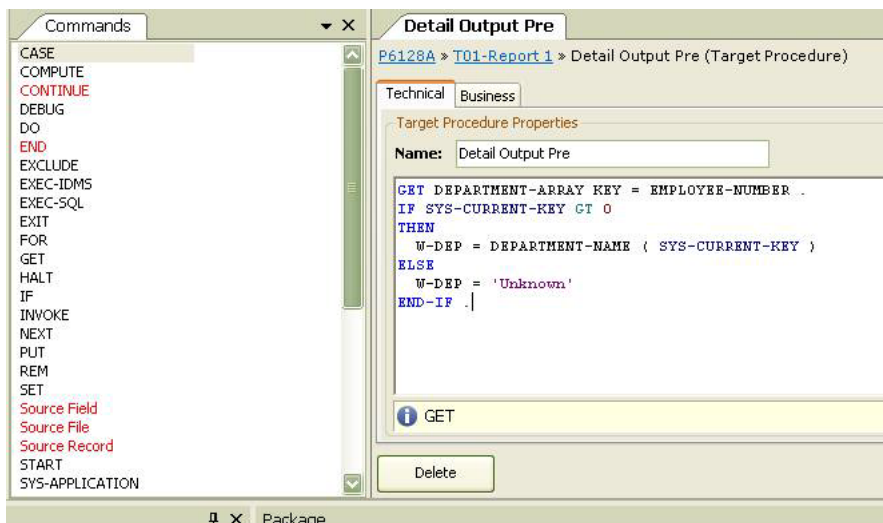 Commands
CASE
COMPUTE
CONTINUE
DEBUG
DO
END
EXCLUDE
EXEC-IDMS
EXEC-SQL
EXIT
FOR
GET
HALT
IF
INVOKE
NEXT
PUT
REM
SET
Source Field
Source File
Source Record
START
SYS-APPLICATION
Detail Output Pre
P6128A » T01-Report 1 » Detail Output Pre (Target Procedure)
Technical Business
Target Procedure Properties
Name: Detail Output Pre
GET DEPARTMENT-ARRAY KEY = EMPLOYEE-NUMBER .
IF SYS-CURRENT-KEY GT 0
THEN
W-DEP = DEPARTMENT-NAME ( SYS-CURRENT-KEY )
ELSE
W-DEP = 'Unknown'
END-IF .
GET
Delete
Package